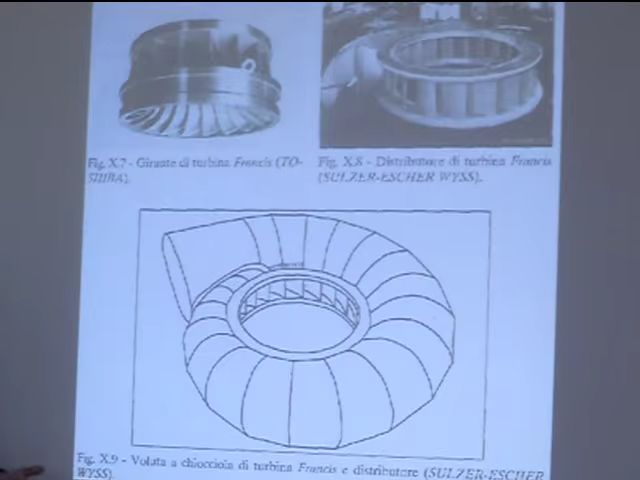 Fig. X.7 - Girante di turbina Francis (TO-
SHIBA).
Fig. X.8 - Distributore di turbina Francis
(SULZER-ESCHER WYSS).
Fig. X.9 - Voluta a chiocciola di turbina Francis e distributore (SULZER-ESCHER
WYSS).